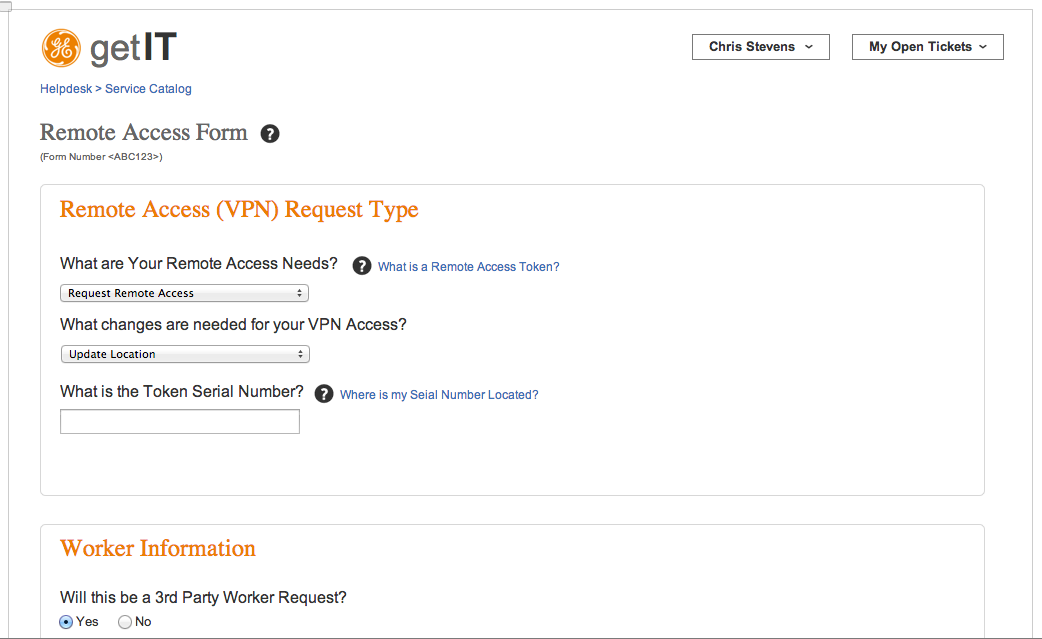 GE getIT
Chris Stevens
My Open Tickets
Helpdesk > Service Catalog
Remote Access Form ?
(Form Number <ABC123>)
Remote Access (VPN) Request Type
What are Your Remote Access Needs? ? What is a Remote Access Token?
Request Remote Access
What changes are needed for your VPN Access?
Update Location
What is the Token Serial Number? ? Where is my Seial Number Located?
Worker Information
Will this be a 3rd Party Worker Request?
Yes No